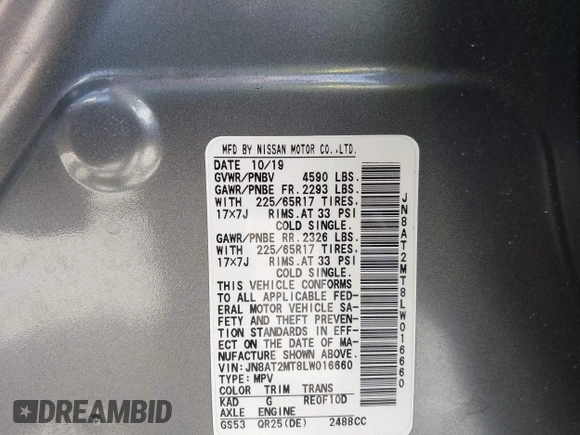 MFD BY NISSAN MOTOR CO.,LTD.
DATE 10/19
GVWR/PNBV 4590 LBS.
GAWR/PNBE FR. 2293 LBS.
WITH 225/65R17 TIRES.
17×7J RIMS. AT 33 PSI
COLD SINGLE.
GAWR/PNBE RR. 2326 LBS.
WITH 225/65R17 TIRES.
17×7J RIMS. AT 33 PSI
COLD SINGLE.
THIS VEHICLE CONFORMS
TO ALL APPLICABLE FED-
ERAL MOTOR VEHICLE SA-
FETY AND THEFT PREVEN-
TION STANDARDS IN EFF-
ECT ON THE DATE OF MA-
NUFACTURE SHOWN ABOVE.
VIN: JN8AT2MT8LW016660
TYPE: MPV
COLOR TRIM TRANS
KAD G RE0F10D
AXLE ENGINE
GS53 QR25(DE) 2488CC
JN8AT2MT8LW016660
DREAMBID